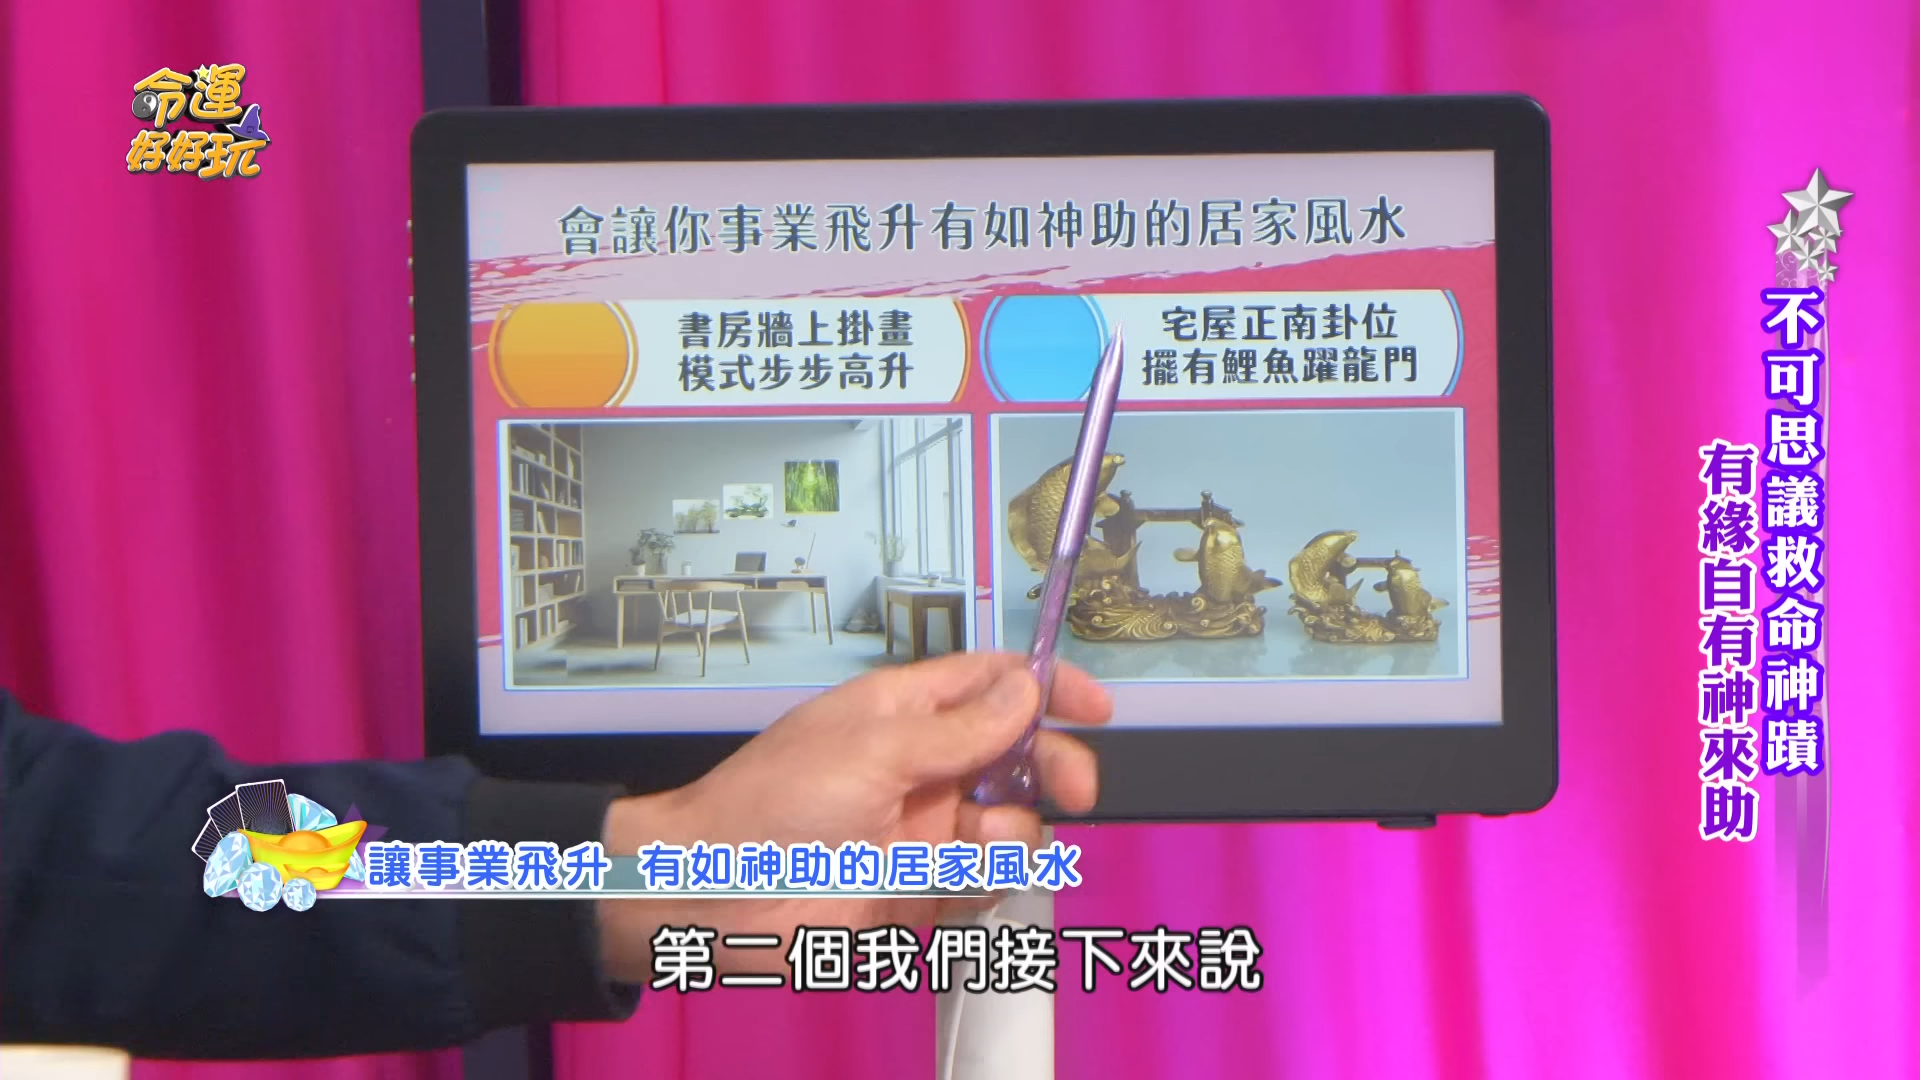 命運
好好玩
會讓你事業飛升有如神助的居家風水
書房牆上掛畫
模式步步高升
宅屋正南卦位
擺有鯉魚躍龍門
不可思議救命神蹟
有緣自有神來助
讓事業飛升 有如神助的居家風水
第二個我們接下來說